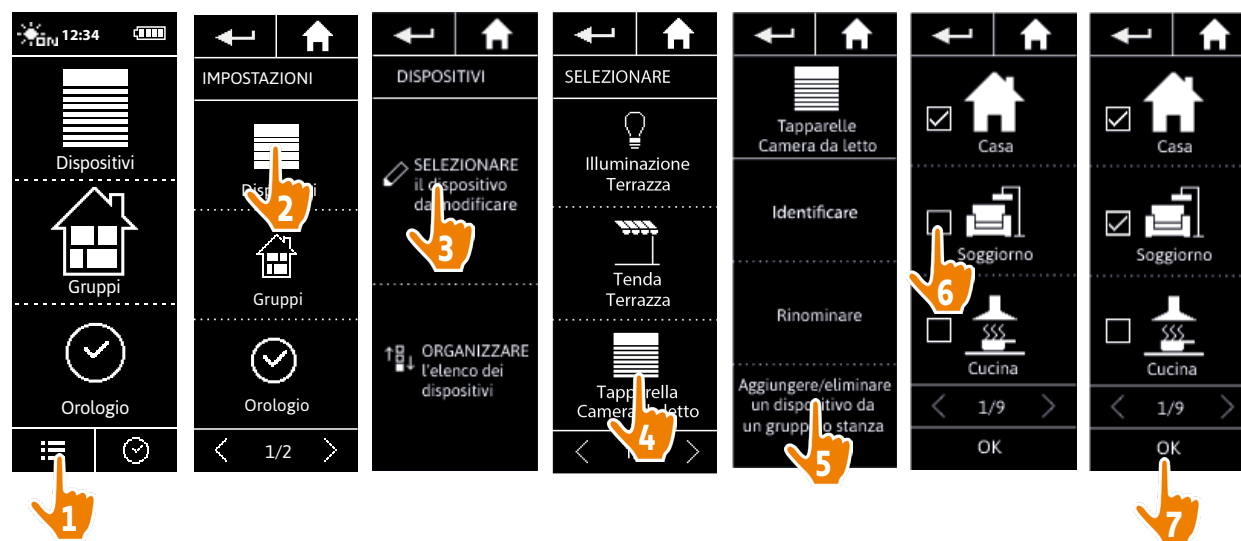 ON 12:34
Dispositivi
Gruppi
Orologio
1
IMPOSTAZIONI
Dispositivi
2
Gruppi
Orologio
1/2
DISPOSITIVI
SELEZIONARE
il dispositivo
da modificare
3
ORGANIZZARE
l'elenco dei
dispositivi
SELEZIONARE
Illuminazione
Terrazza
Tenda
Terrazza
Tapparella
Camera da letto
4
Tapparelle
Camera da letto
Identificare
Rinominare
Aggiungere/eliminare
un dispositivo da
un gruppo o stanza
5
Casa
Soggiorno
6
Cucina
1/9
OK
Casa
Soggiorno
Cucina
1/9
OK
7